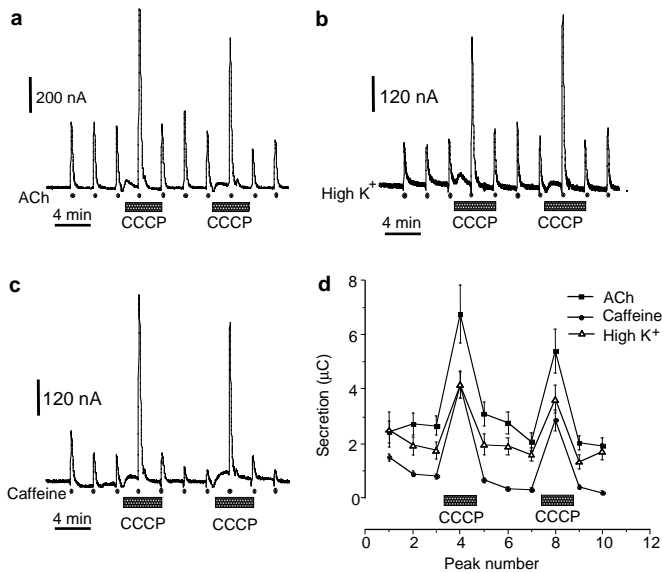 a
200 nA
ACh
4 min
CCCP
CCCP
b
120 nA
High K+
4 min
CCCP
CCCP
c
120 nA
Caffeine
4 min
CCCP
CCCP
d
ACh
Caffeine
High K+
Secretion (μC)
8
6
4
2
0
CCCP
CCCP
0 2 4 6 8 10 12
Peak number